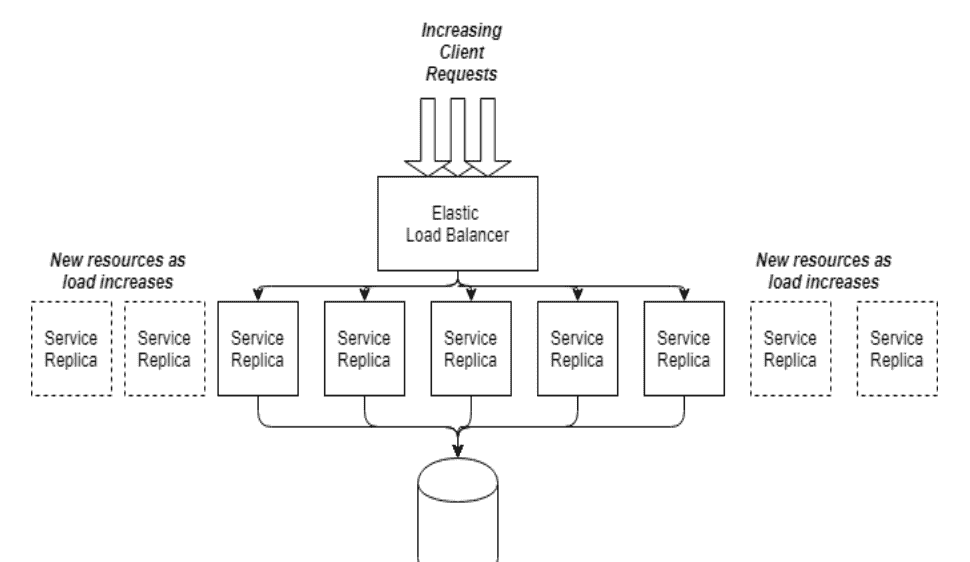 Increasing
Client
Requests
Elastic
Load Balancer
New resources as
load increases
New resources as
load increases
Service
Replica
Service
Replica
Service
Replica
Service
Replica
Service
Replica
Service
Replica
Service
Replica
Service
Replica
Service
Replica